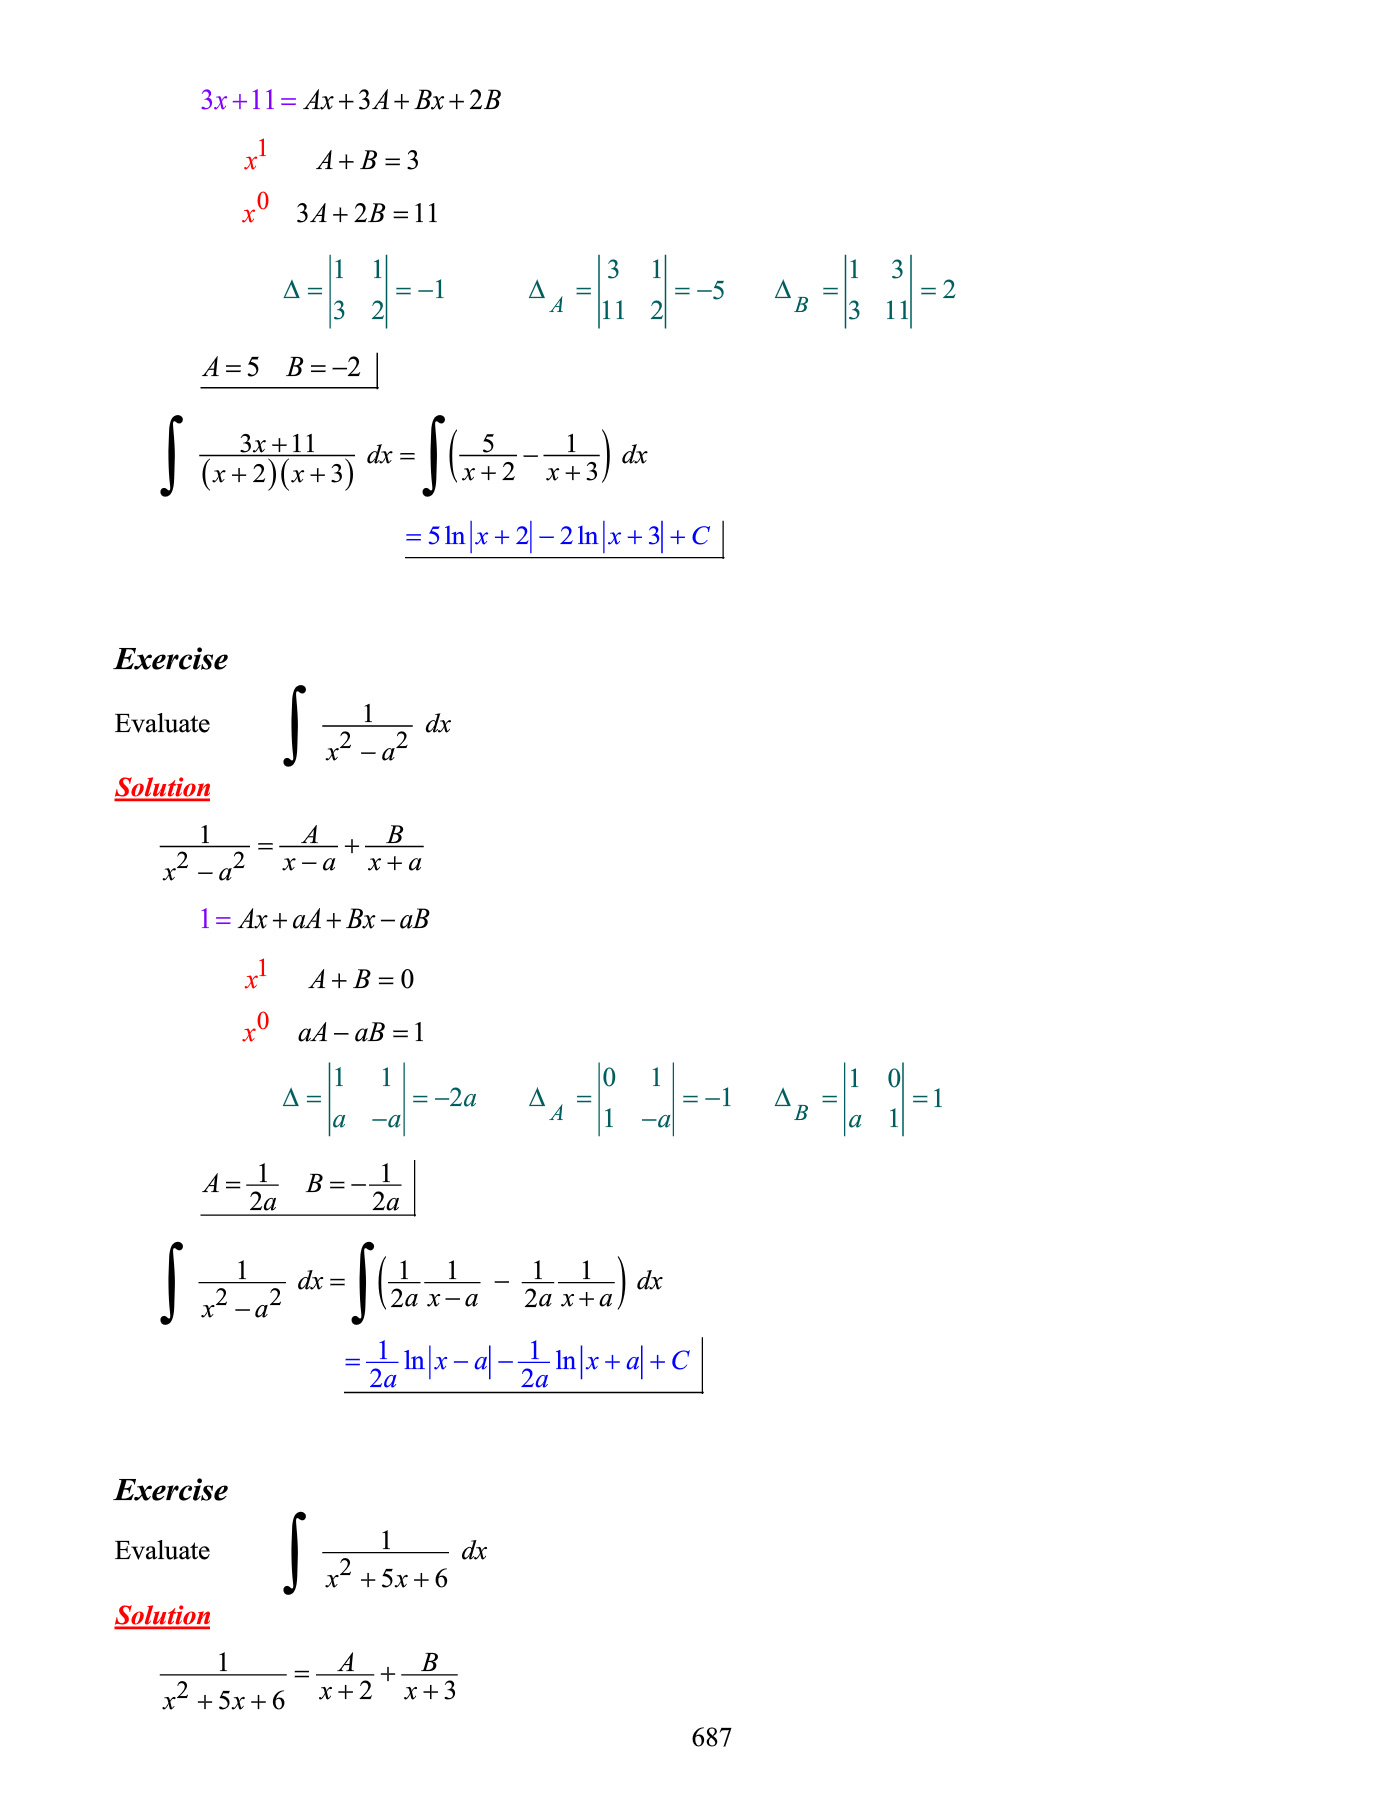 3x + 11 = Ax + 3A + Bx + 2B
x^1 A + B = 3
x^0 3A + 2B = 11
Δ = |1 1; 3 2| = −1 Δ_A = |3 1; 11 2| = −5 Δ_B = |1 3; 3 11| = 2
A = 5 B = −2
∫ (3x + 11)/((x + 2)(x + 3)) dx = ∫ (5/(x + 2) − 1/(x + 3)) dx
= 5 ln|x + 2| − 2 ln|x + 3| + C
Exercise
Evaluate ∫ 1/(x^2 − a^2) dx
Solution
1/(x^2 − a^2) = A/(x − a) + B/(x + a)
1 = Ax + aA + Bx − aB
x^1 A + B = 0
x^0 aA − aB = 1
Δ = |1 1; a −a| = −2a Δ_A = |0 1; 1 −a| = −1 Δ_B = |1 0; a 1| = 1
A = 1/(2a) B = −1/(2a)
∫ 1/(x^2 − a^2) dx = ∫ (1/(2a) 1/(x − a) − 1/(2a) 1/(x + a)) dx
= 1/(2a) ln|x − a| − 1/(2a) ln|x + a| + C
Exercise
Evaluate ∫ 1/(x^2 + 5x + 6) dx
Solution
1/(x^2 + 5x + 6) = A/(x + 2) + B/(x + 3)
687